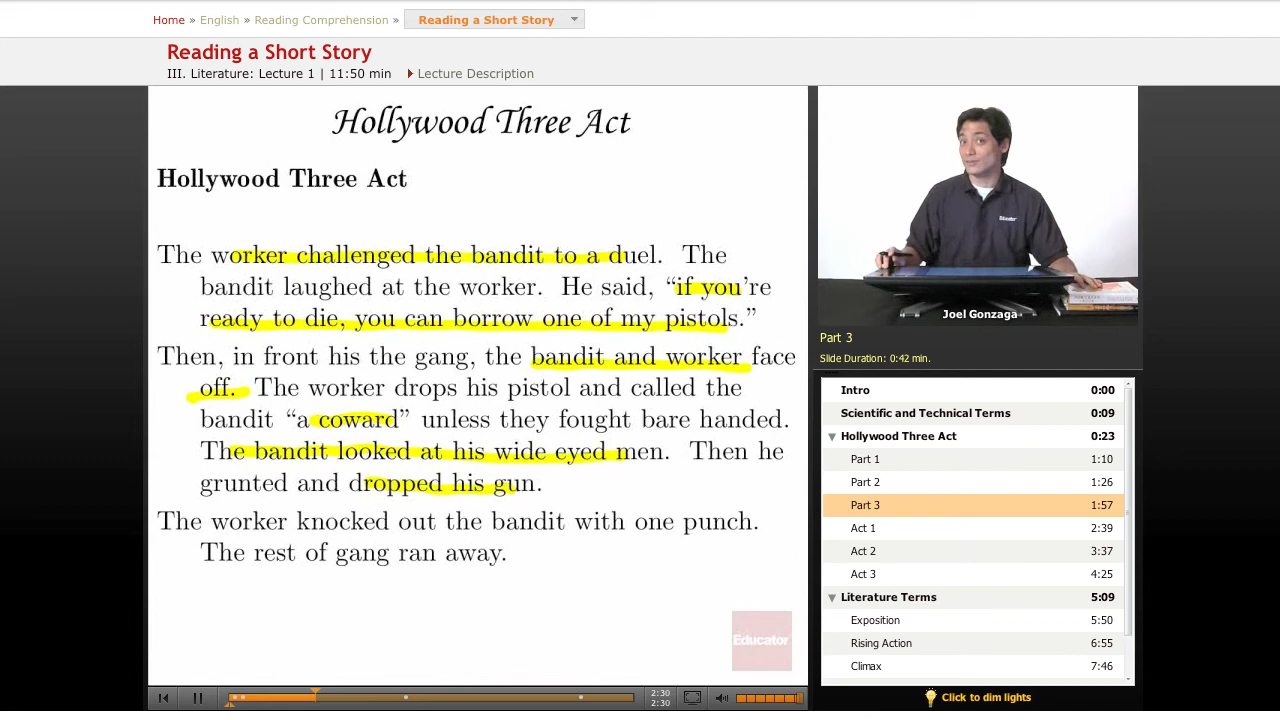 Home » English » Reading Comprehension » Reading a Short Story
Reading a Short Story
III. Literature: Lecture 1 | 11:50 min Lecture Description
Hollywood Three Act
Hollywood Three Act
The worker challenged the bandit to a duel. The
bandit laughed at the worker. He said, “if you’re
ready to die, you can borrow one of my pistols.”
Then, in front his the gang, the bandit and worker face
off. The worker drops his pistol and called the
bandit “a coward” unless they fought bare handed.
The bandit looked at his wide eyed men. Then he
grunted and dropped his gun.
The worker knocked out the bandit with one punch.
The rest of gang ran away.
Educator
2:30
2:30
Educator
Joel Gonzaga
Part 3
Slide Duration: 0:42 min.
Intro 0:00
Scientific and Technical Terms 0:09
Hollywood Three Act 0:23
Part 1 1:10
Part 2 1:26
Part 3 1:57
Act 1 2:39
Act 2 3:37
Act 3 4:25
Literature Terms 5:09
Exposition 5:50
Rising Action 6:55
Climax 7:46
Click to dim lights